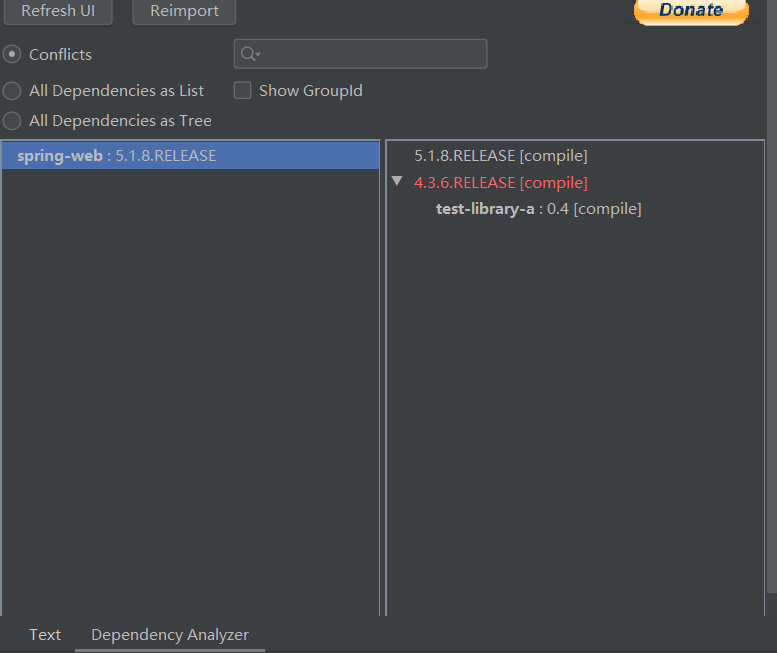 Refresh UI Reimport Donate
Conflicts
All Dependencies as List Show GroupId
All Dependencies as Tree
spring-web : 5.1.8.RELEASE 5.1.8.RELEASE [compile]
4.3.6.RELEASE [compile]
test-library-a : 0.4 [compile]
Text Dependency Analyzer